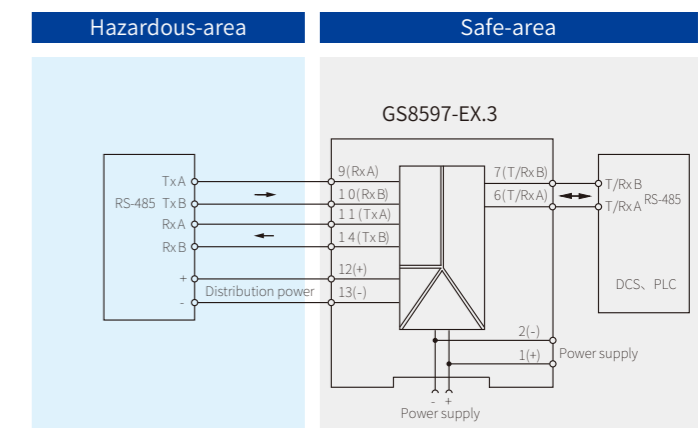 Hazardous-area
Safe-area
GS8597-EX.3
TxA
RS-485 TxB
RxA
RxB
+
-
Distribution power
9(RxA)
10(RxB)
11(TxA)
14(TxB)
12(+)
13(-)
7(T/RxB)
6(T/RxA)
T/RxB
T/RxA RS-485
DCS、PLC
2(-)
1(+)
Power supply
- +
Power supply